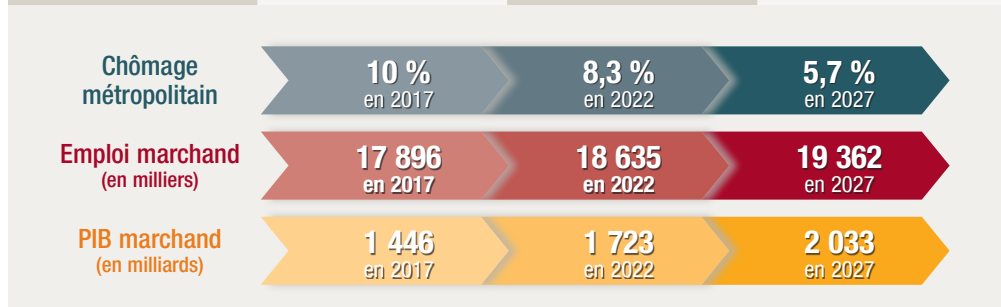 Chômage
métropolitain
10 %
en 2017
8,3 %
en 2022
5,7 %
en 2027
Emploi marchand
(en milliers)
17 896
en 2017
18 635
en 2022
19 362
en 2027
PIB marchand
(en milliards)
1 446
en 2017
1 723
en 2022
2 033
en 2027